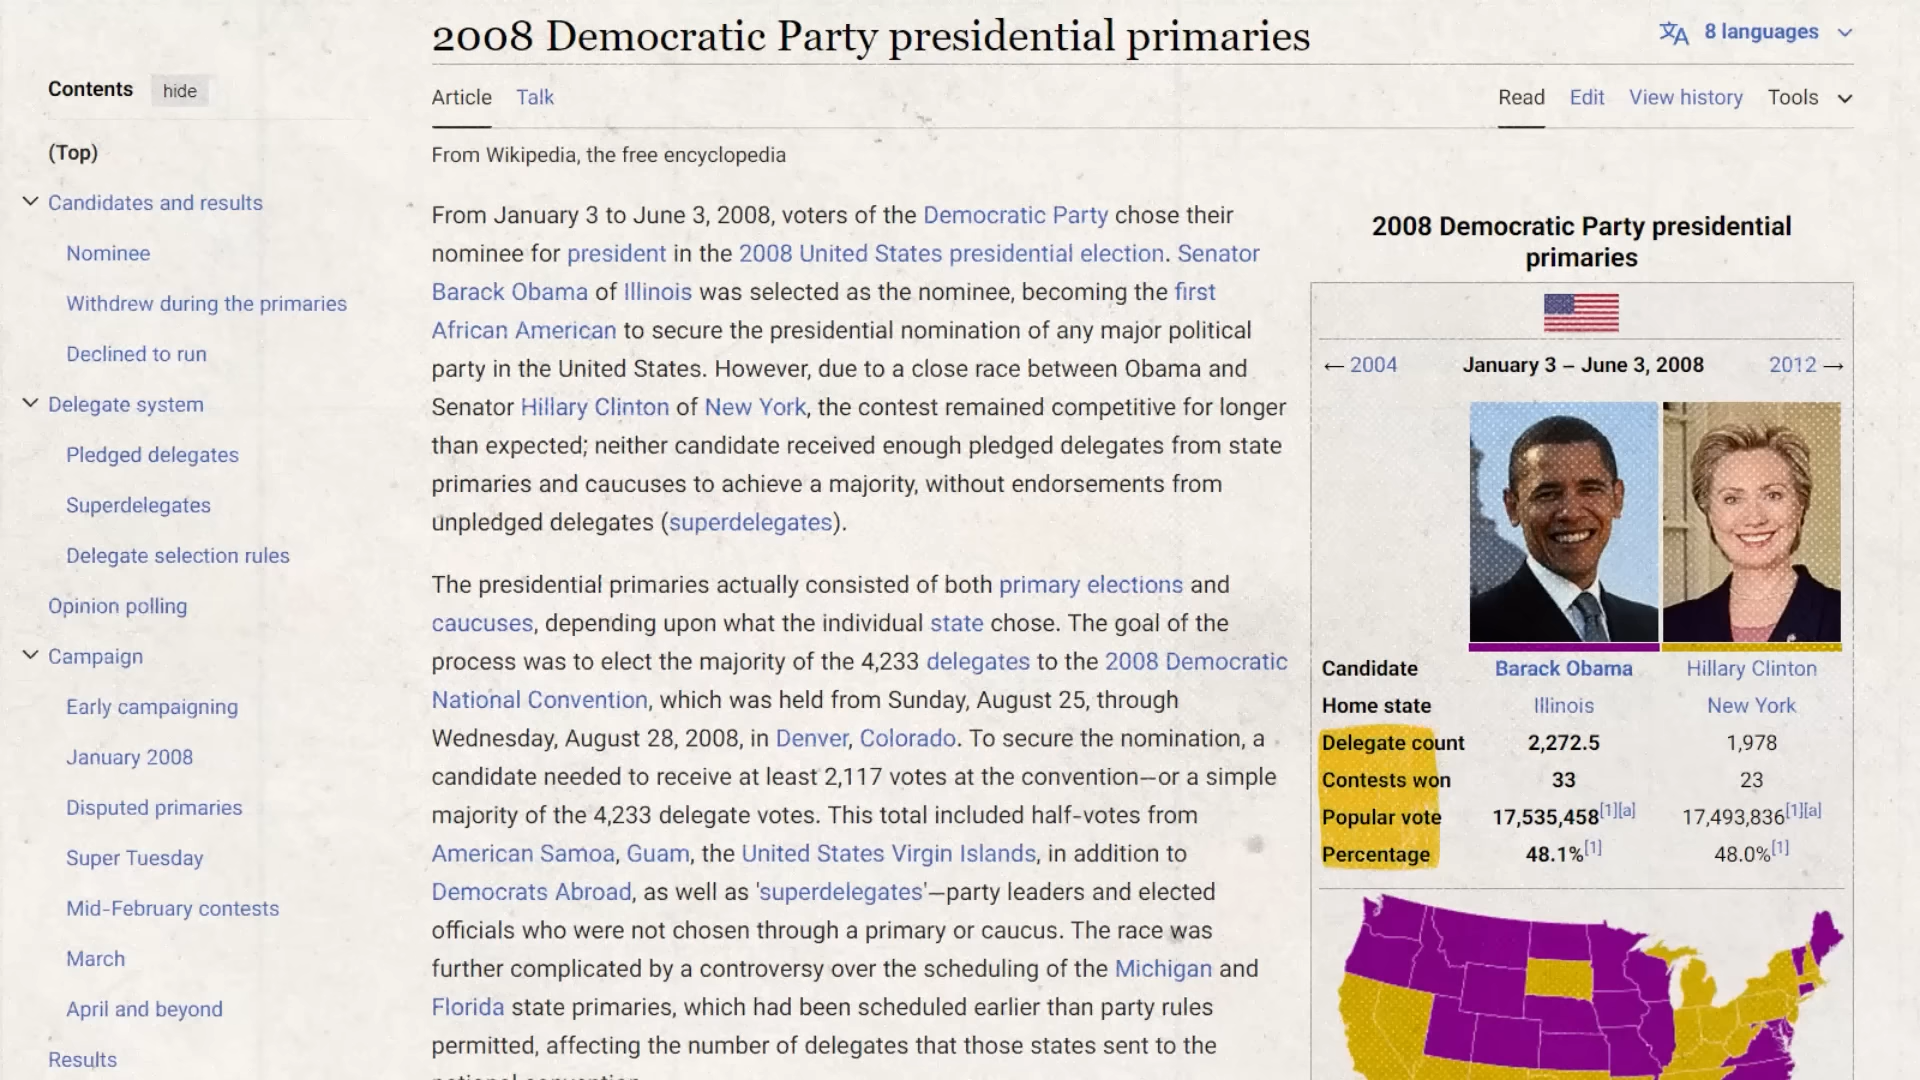 2008 Democratic Party presidential primaries
8 languages
Contents
hide
Article
Talk
Read
Edit
View history
Tools
(Top)
Candidates and results
Nominee
Withdrew during the primaries
Declined to run
Delegate system
Pledged delegates
Superdelegates
Delegate selection rules
Opinion polling
Campaign
Early campaigning
January 2008
Disputed primaries
Super Tuesday
Mid-February contests
March
April and beyond
Results
From Wikipedia, the free encyclopedia
From January 3 to June 3, 2008, voters of the Democratic Party chose their
nominee for president in the 2008 United States presidential election. Senator
Barack Obama of Illinois was selected as the nominee, becoming the first
African American to secure the presidential nomination of any major political
party in the United States. However, due to a close race between Obama and
Senator Hillary Clinton of New York, the contest remained competitive for longer
than expected; neither candidate received enough pledged delegates from state
primaries and caucuses to achieve a majority, without endorsements from
unpledged delegates (superdelegates).
The presidential primaries actually consisted of both primary elections and
caucuses, depending upon what the individual state chose. The goal of the
process was to elect the majority of the 4,233 delegates to the 2008 Democratic
National Convention, which was held from Sunday, August 25, through
Wednesday, August 28, 2008, in Denver, Colorado. To secure the nomination, a
candidate needed to receive at least 2,117 votes at the convention—or a simple
majority of the 4,233 delegate votes. This total included half-votes from
American Samoa, Guam, the United States Virgin Islands, in addition to
Democrats Abroad, as well as 'superdelegates'—party leaders and elected
officials who were not chosen through a primary or caucus. The race was
further complicated by a controversy over the scheduling of the Michigan and
Florida state primaries, which had been scheduled earlier than party rules
permitted, affecting the number of delegates that those states sent to the
2008 Democratic Party presidential
primaries
← 2004 January 3 – June 3, 2008 2012 →
Candidate Barack Obama Hillary Clinton
Home state Illinois New York
Delegate count 2,272.5 1,978
Contests won 33 23
Popular vote 17,535,458[1][a] 17,493,836[1][a]
Percentage 48.1%[1] 48.0%[1]